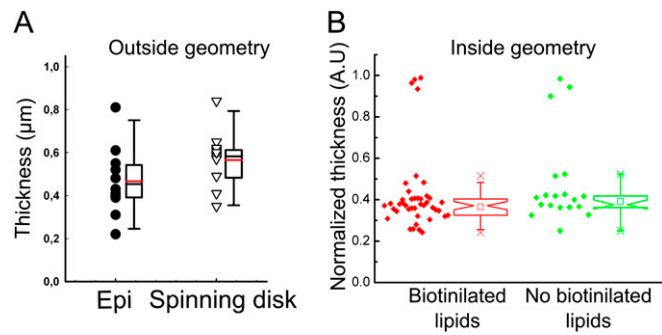 A
Outside geometry
Thickness (μm)
1,0
0,8
0,6
0,4
0,2
0,0
Epi
Spinning disk
B
Inside geometry
Normalized thickness (A.U)
1,0
0.8
0.6
0.4
0.2
0.0
Biotinilated
lipids
No biotinilated
lipids